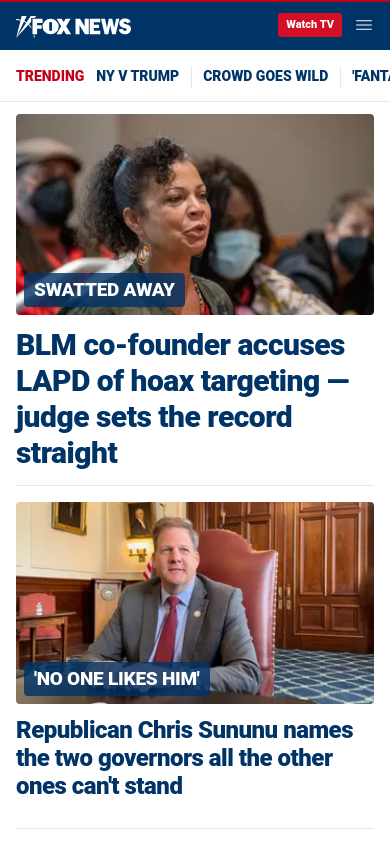 FOX NEWS
Watch TV
TRENDING NY V TRUMP CROWD GOES WILD 'FANTA
SWATTED AWAY
BLM co-founder accuses
LAPD of hoax targeting —
judge sets the record
straight
'NO ONE LIKES HIM'
Republican Chris Sununu names
the two governors all the other
ones can't stand